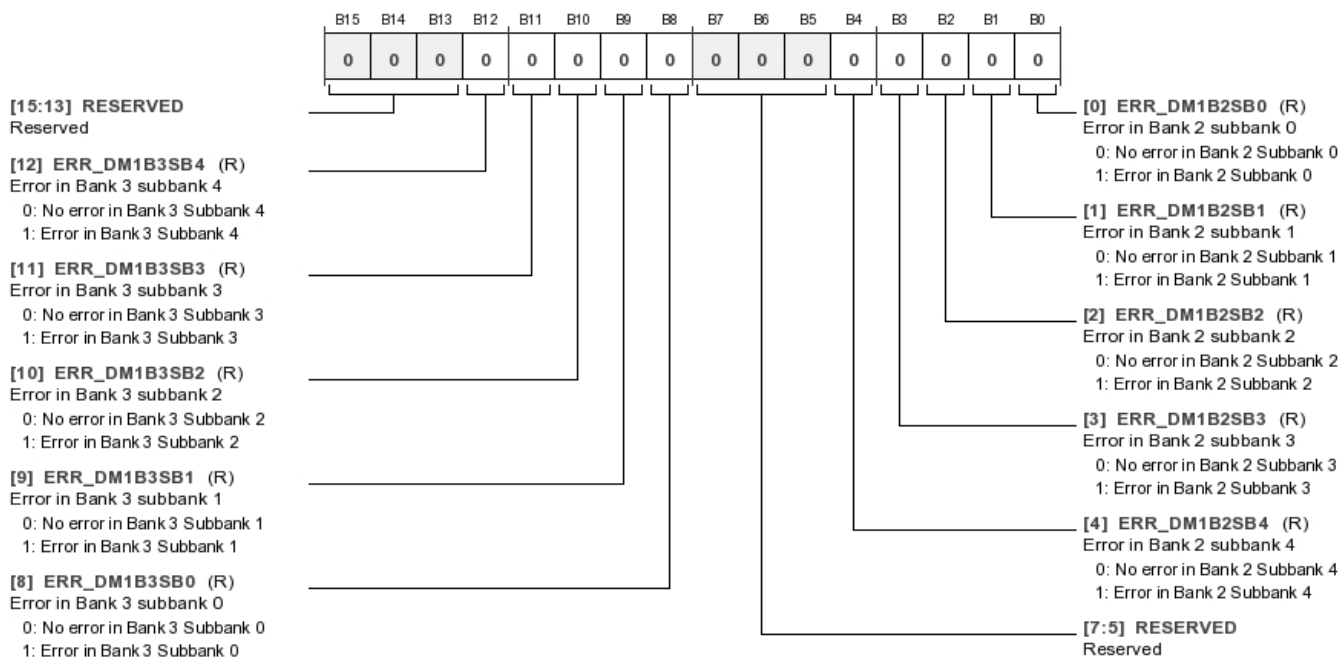 B15 B14 B13 B12 B11 B10 B9 B8 B7 B6 B5 B4 B3 B2 B1 B0
0 0 0 0 0 0 0 0 0 0 0 0 0 0 0 0
[15:13] RESERVED
Reserved
[12] ERR_DM1B3SB4 (R)
Error in Bank 3 subbank 4
0: No error in Bank 3 Subbank 4
1: Error in Bank 3 Subbank 4
[11] ERR_DM1B3SB3 (R)
Error in Bank 3 subbank 3
0: No error in Bank 3 Subbank 3
1: Error in Bank 3 Subbank 3
[10] ERR_DM1B3SB2 (R)
Error in Bank 3 subbank 2
0: No error in Bank 3 Subbank 2
1: Error in Bank 3 Subbank 2
[9] ERR_DM1B3SB1 (R)
Error in Bank 3 subbank 1
0: No error in Bank 3 Subbank 1
1: Error in Bank 3 Subbank 1
[8] ERR_DM1B3SB0 (R)
Error in Bank 3 subbank 0
0: No error in Bank 3 Subbank 0
1: Error in Bank 3 Subbank 0
[0] ERR_DM1B2SB0 (R)
Error in Bank 2 subbank 0
0: No error in Bank 2 Subbank 0
1: Error in Bank 2 Subbank 0
[1] ERR_DM1B2SB1 (R)
Error in Bank 2 subbank 1
0: No error in Bank 2 Subbank 1
1: Error in Bank 2 Subbank 1
[2] ERR_DM1B2SB2 (R)
Error in Bank 2 subbank 2
0: No error in Bank 2 Subbank 2
1: Error in Bank 2 Subbank 2
[3] ERR_DM1B2SB3 (R)
Error in Bank 2 subbank 3
0: No error in Bank 2 Subbank 3
1: Error in Bank 2 Subbank 3
[4] ERR_DM1B2SB4 (R)
Error in Bank 2 subbank 4
0: No error in Bank 2 Subbank 4
1: Error in Bank 2 Subbank 4
[7:5] RESERVED
Reserved